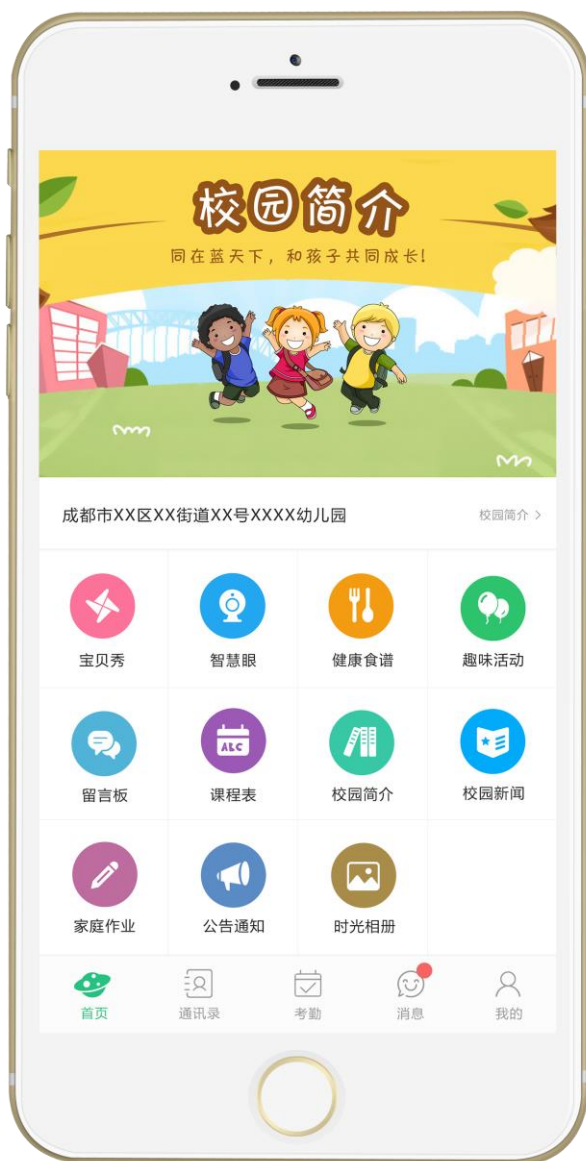 校园简介
同在蓝天下，和孩子共同成长!
成都市XX区XX街道XX号XXXX幼儿园 校园简介 >
宝贝秀 智慧眼 健康食谱 趣味活动
ALC
留言板 课程表 校园简介 校园新闻
家庭作业 公告通知 时光相册
首页 通讯录 考勤 消息 我的